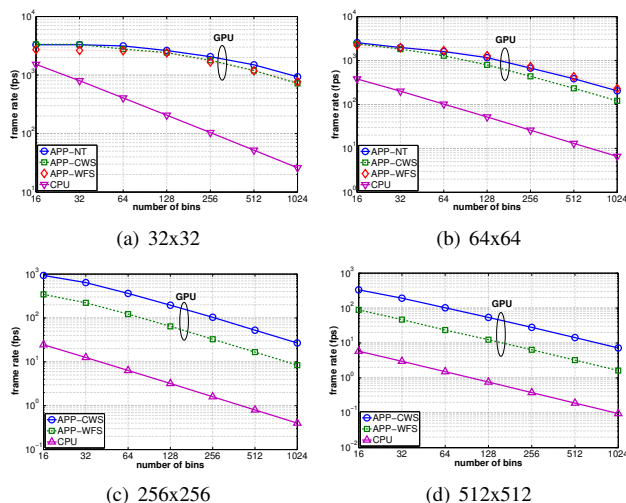 10^4
10^3
10^2
10^1
frame rate (fps)
GPU
APP-NT
APP-CWS
APP-WFS
CPU
16 32 64 128 256 512 1024
number of bins
(a) 32x32
10^4
10^3
10^2
10^1
10^0
frame rate (fps)
GPU
APP-NT
APP-CWS
APP-WFS
CPU
16 32 64 128 256 512 1024
number of bins
(b) 64x64
10^3
10^2
10^1
10^0
10^-1
frame rate (fps)
GPU
APP-CWS
APP-WFS
CPU
16 32 64 128 256 512 1024
number of bins
(c) 256x256
10^3
10^2
10^1
10^0
10^-1
10^-2
frame rate (fps)
GPU
APP-CWS
APP-WFS
CPU
16 32 64 128 256 512 1024
number of bins
(d) 512x512